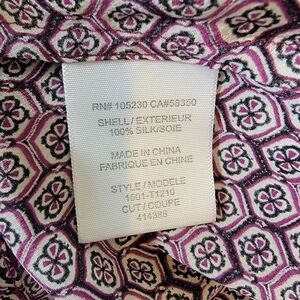 RN# 105230 CA#58350
SHELL / EXTERIEUR
100% SILK/SOIE
MADE IN CHINA
FABRIQUE EN CHINE
STYLE / MODELE
1601-T1210
CUT / COUPE
414386